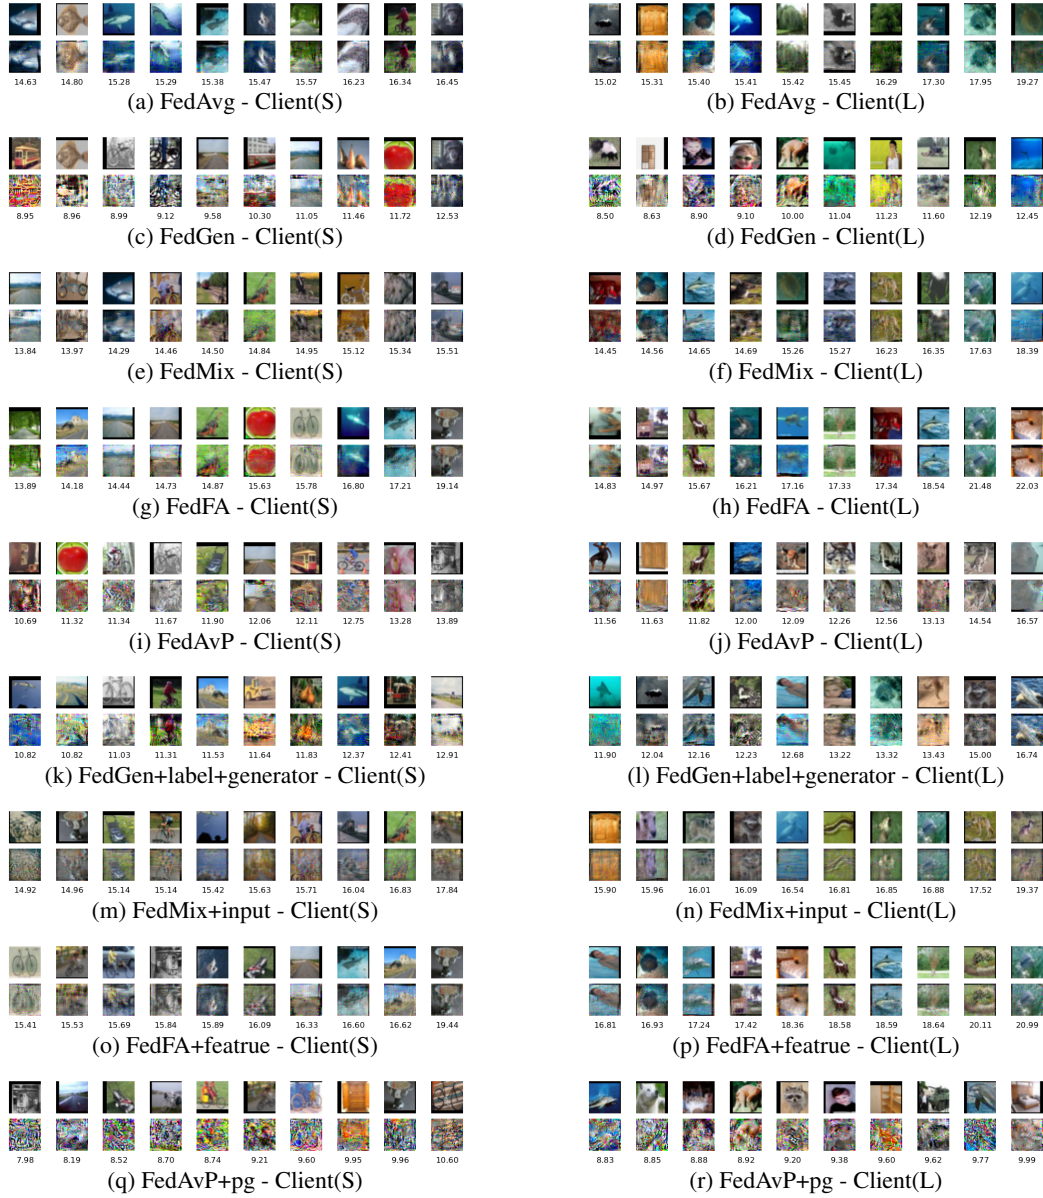 14.63 14.80 15.28 15.29 15.38 15.47 15.57 16.23 16.34 16.45
(a) FedAvg - Client(S)
15.02 15.31 15.40 15.41 15.42 15.45 16.29 17.30 17.95 19.27
(b) FedAvg - Client(L)
8.95 8.96 8.99 9.12 9.58 10.30 11.05 11.46 11.72 12.53
(c) FedGen - Client(S)
8.50 8.63 8.90 9.10 10.00 11.04 11.23 11.60 12.19 12.45
(d) FedGen - Client(L)
13.84 13.97 14.29 14.46 14.50 14.84 14.95 15.12 15.34 15.51
(e) FedMix - Client(S)
14.45 14.56 14.65 14.69 15.26 15.27 16.23 16.35 17.63 18.39
(f) FedMix - Client(L)
13.89 14.18 14.44 14.73 14.87 15.63 15.78 16.80 17.21 19.14
(g) FedFA - Client(S)
14.83 14.97 15.67 16.21 17.16 17.33 17.34 18.54 21.48 22.03
(h) FedFA - Client(L)
10.69 11.32 11.34 11.67 11.90 12.06 12.11 12.75 13.28 13.89
(i) FedAvP - Client(S)
11.56 11.63 11.82 12.00 12.09 12.26 12.56 13.13 14.54 16.57
(j) FedAvP - Client(L)
10.82 10.82 11.03 11.31 11.53 11.64 11.83 12.37 12.41 12.91
(k) FedGen+label+generator - Client(S)
11.90 12.04 12.16 12.23 12.68 13.22 13.32 13.43 15.00 16.74
(l) FedGen+label+generator - Client(L)
14.92 14.96 15.14 15.14 15.42 15.63 15.71 16.04 16.83 17.84
(m) FedMix+input - Client(S)
15.90 15.96 16.01 16.09 16.54 16.81 16.85 16.88 17.52 19.37
(n) FedMix+input - Client(L)
15.41 15.53 15.69 15.84 15.89 16.09 16.33 16.60 16.62 19.44
(o) FedFA+featrue - Client(S)
16.81 16.93 17.24 17.42 18.36 18.58 18.59 18.64 20.11 20.99
(p) FedFA+featrue - Client(L)
7.98 8.19 8.52 8.70 8.74 9.21 9.60 9.95 9.96 10.60
(q) FedAvP+pg - Client(S)
8.83 8.85 8.88 8.92 9.20 9.38 9.60 9.62 9.77 9.99
(r) FedAvP+pg - Client(L)